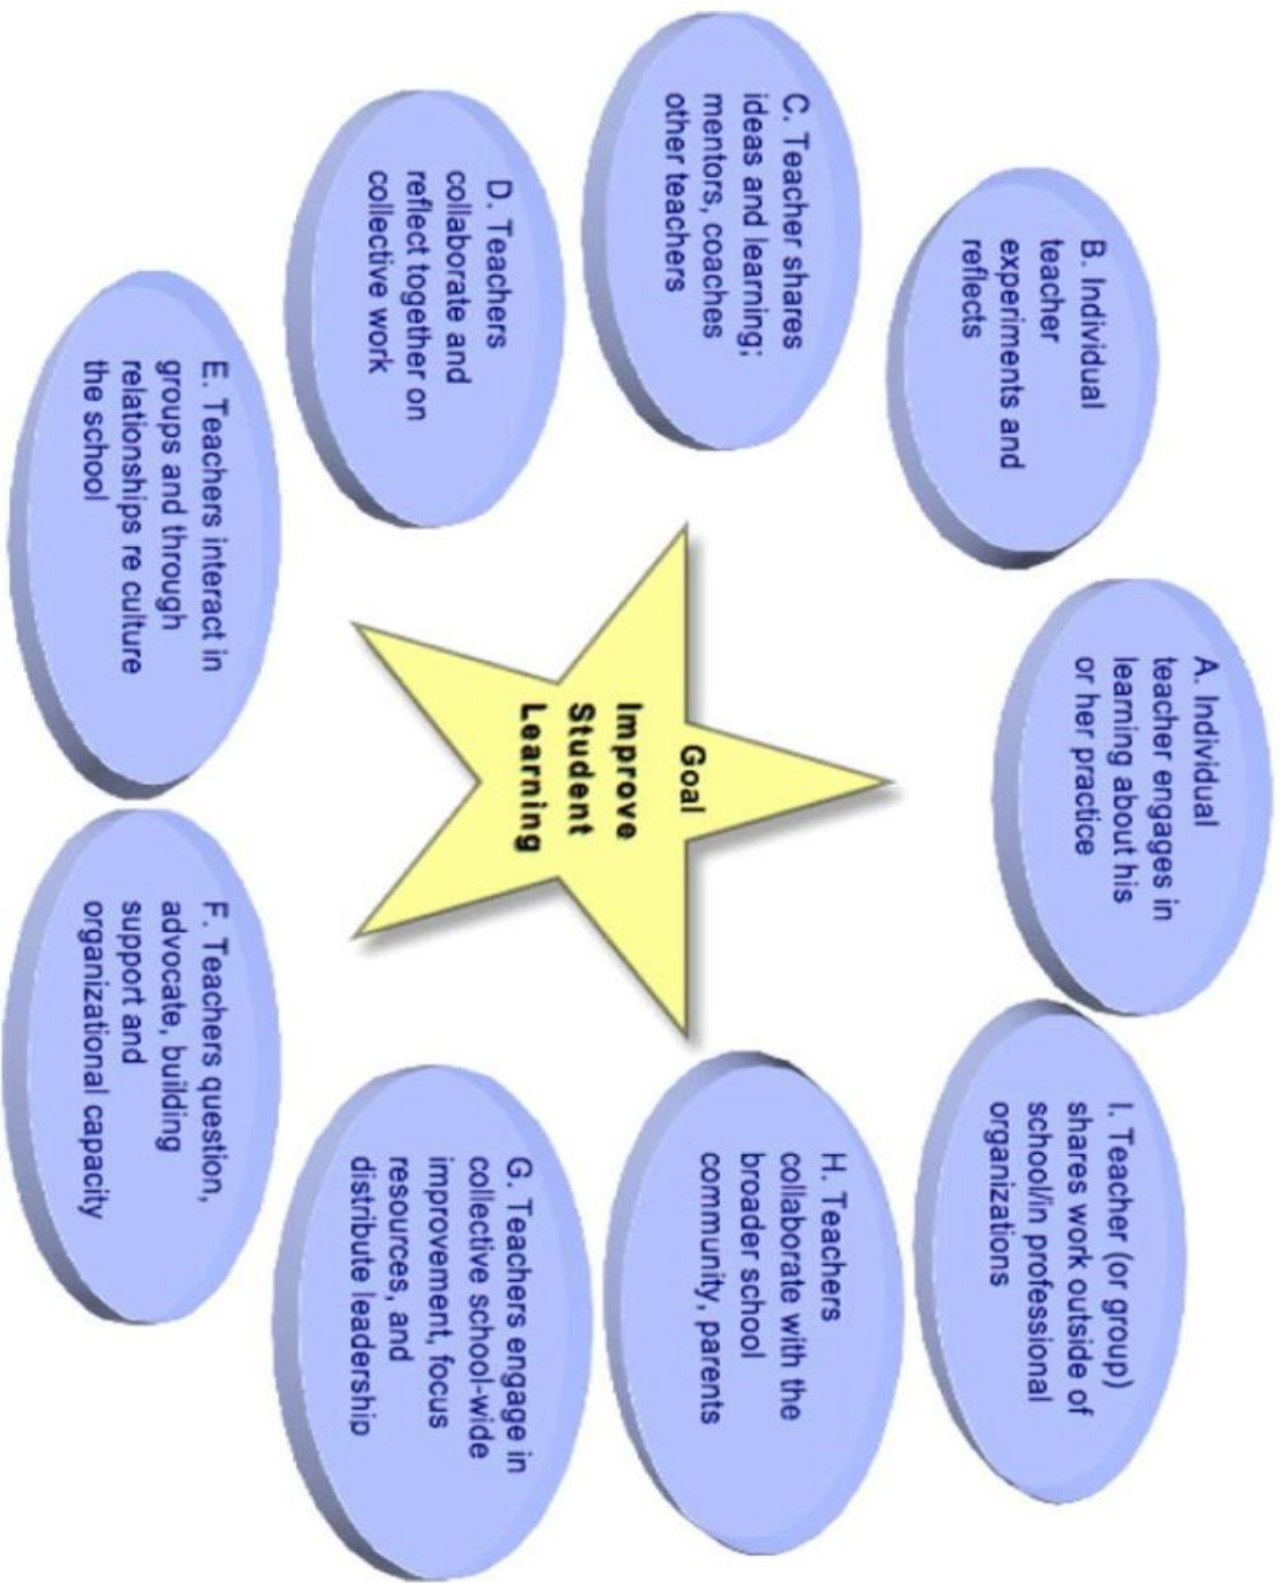 A. Individual
teacher engages in
learning about his
or her practice
B. Individual
teacher
experiments and
reflects
C. Teacher shares
ideas and learning;
mentors, coaches
other teachers
D. Teachers
collaborate and
reflect together on
collective work
E. Teachers interact in
groups and through
relationships re culture
the school
F. Teachers question,
advocate, building
support and
organizational capacity
G. Teachers engage in
collective school-wide
improvement, focus
resources, and
distribute leadership
H. Teachers
collaborate with the
broader school
community, parents
I. Teacher (or group)
shares work outside of
school/in professional
organizations
Goal
Improve
Student
Learning